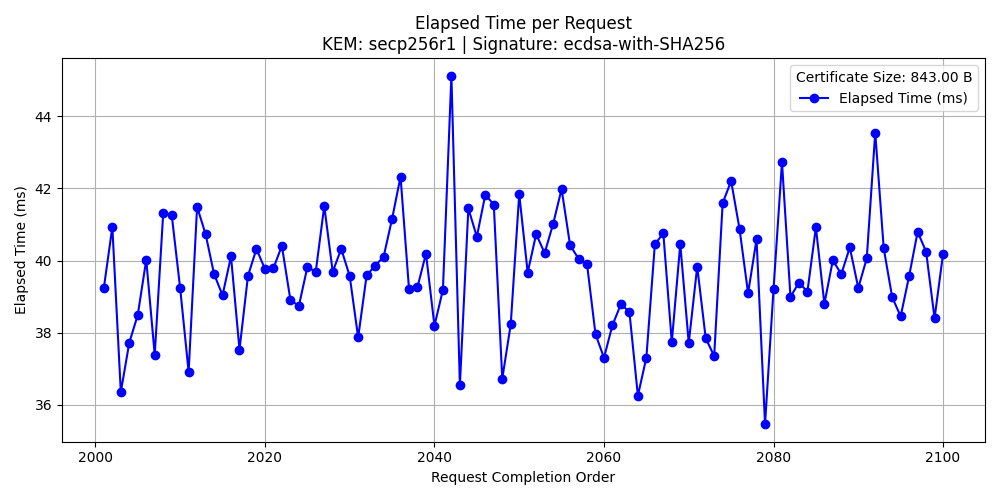 Elapsed Time per Request
KEM: secp256r1 | Signature: ecdsa-with-SHA256
Certificate Size: 843.00 B
Elapsed Time (ms)
Elapsed Time (ms)
44
42
40
38
36
2000 2020 2040 2060 2080 2100
Request Completion Order